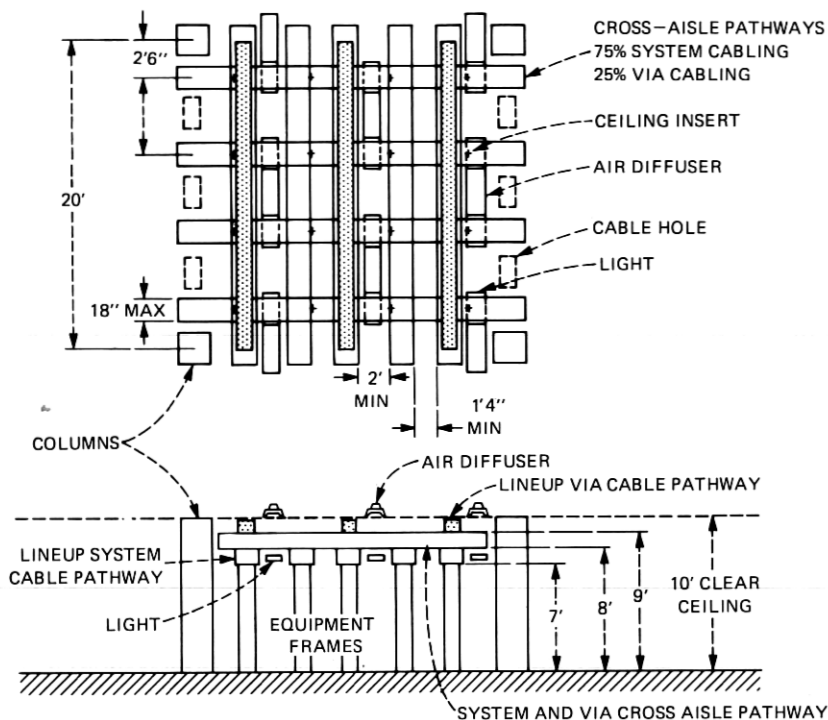 CROSS-AISLE PATHWAYS
75% SYSTEM CABLING
25% VIA CABLING
2'6"
CEILING INSERT
AIR DIFFUSER
20'
CABLE HOLE
LIGHT
18" MAX
2'
MIN
1'4"
MIN
COLUMNS
AIR DIFFUSER
LINEUP VIA CABLE PATHWAY
LINEUP SYSTEM
CABLE PATHWAY
LIGHT
EQUIPMENT
FRAMES
7'
8'
9'
10' CLEAR
CEILING
SYSTEM AND VIA CROSS AISLE PATHWAY